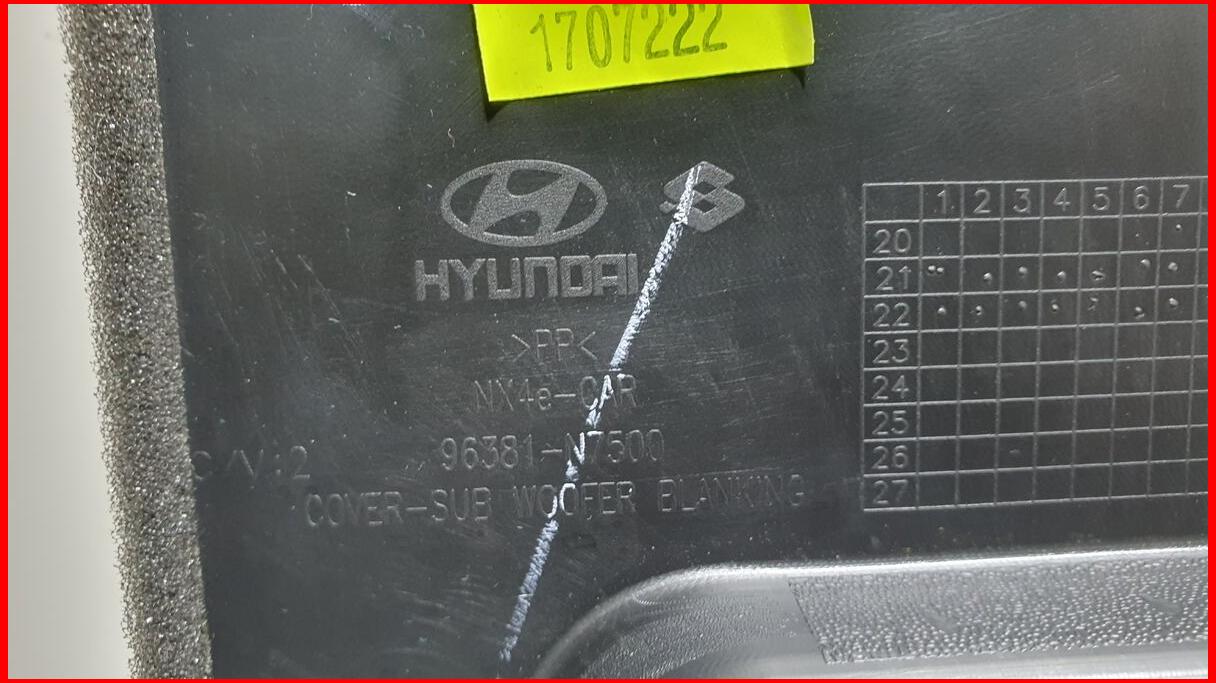 1707222
HYUNDAI
>PP<
NX4e-CAR
96381-N7500
C/V:2
COVER-SUB WOOFER BLANKING
1 2 3 4 5 6 7
20
21
22
23
24
25
26
27